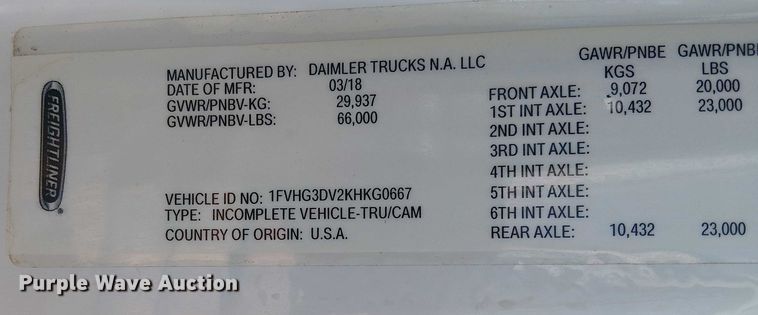 FREIGHTLINER
MANUFACTURED BY: DAIMLER TRUCKS N.A. LLC
DATE OF MFR: 03/18
GVWR/PNBV-KG: 29,937
GVWR/PNBV-LBS: 66,000
VEHICLE ID NO: 1FVHG3DV2KHKG0667
TYPE: INCOMPLETE VEHICLE-TRU/CAM
COUNTRY OF ORIGIN: U.S.A.
GAWR/PNBE GAWR/PNB
KGS LBS
FRONT AXLE: 9,072 20,000
1ST INT AXLE: 10,432 23,000
2ND INT AXLE:
3RD INT AXLE:
4TH INT AXLE:
5TH INT AXLE:
6TH INT AXLE:
REAR AXLE: 10,432 23,000
Purple Wave Auction